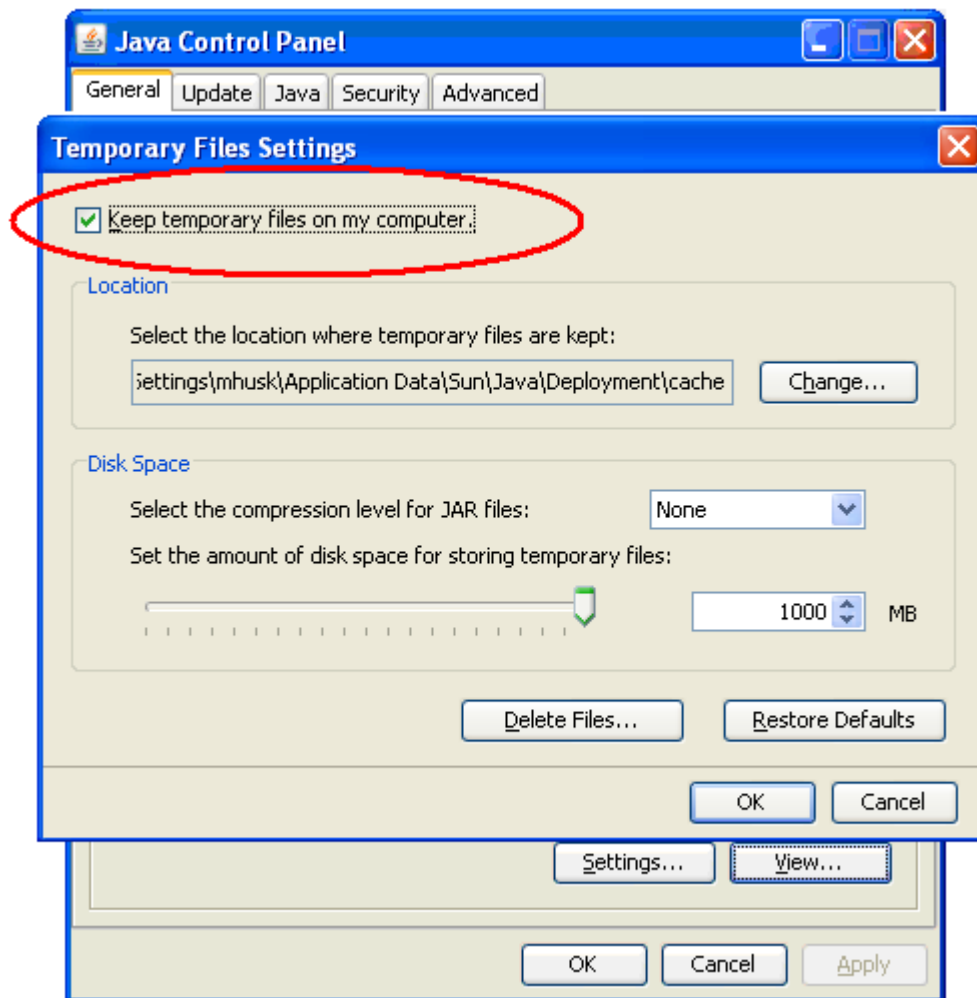 Java Control Panel
General Update Java Security Advanced
Temporary Files Settings
Keep temporary files on my computer.
Location
Select the location where temporary files are kept:
Settings\mhusk\Application Data\Sun\Java\Deployment\cache Change...
Disk Space
Select the compression level for JAR files: None
Set the amount of disk space for storing temporary files:
1000 MB
Delete Files... Restore Defaults
OK Cancel
Settings... View...
OK Cancel Apply